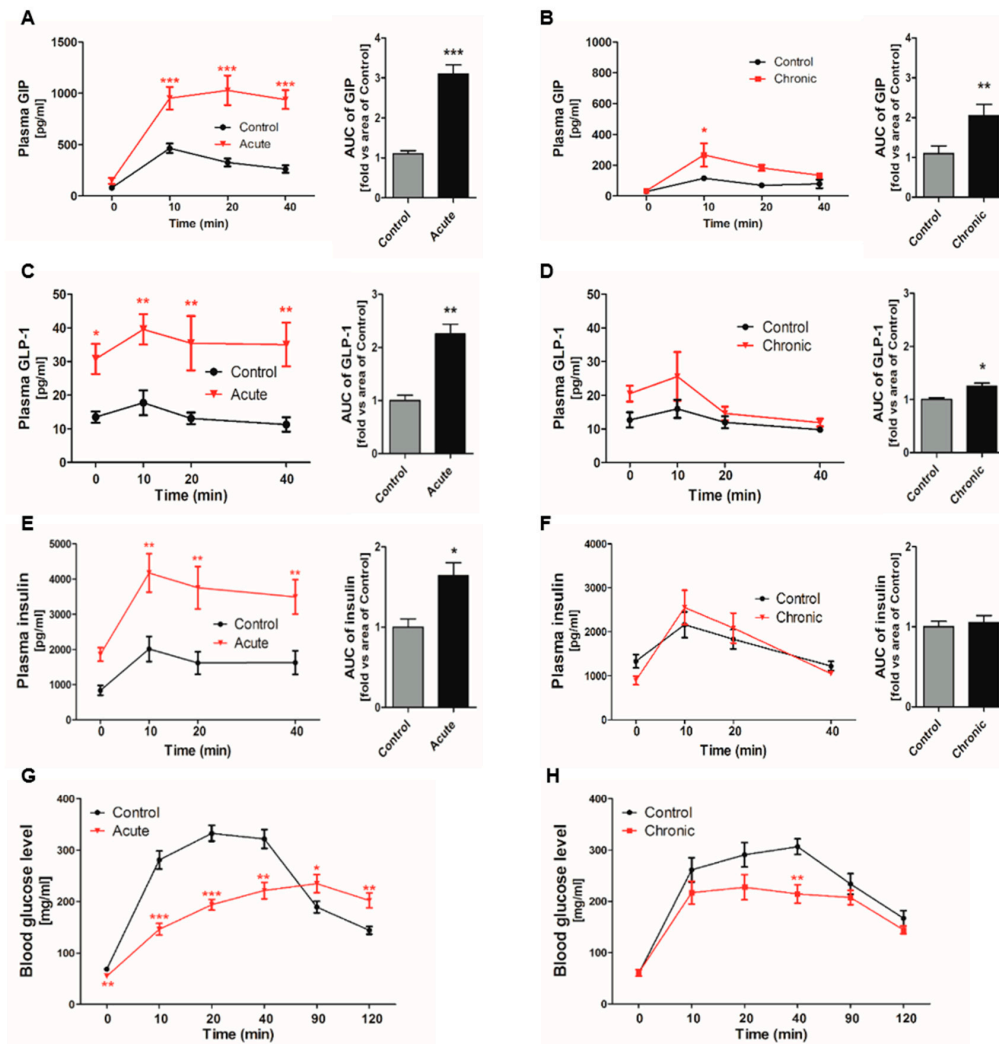 A
Plasma GIP
[pg/ml]
1500
1000
500
0
***
***
***
Control
Acute
0
10
20
40
Time (min)
AUC of GIP
[fold vs area of Control]
4
3
2
1
0
***
Control
Acute
B
Plasma GIP
[pg/ml]
1000
800
600
400
200
0
Control
Chronic
*
0
10
20
40
Time (min)
AUC of GIP
[fold vs area of Control]
4
3
2
1
0
**
Control
Chronic
C
Plasma GLP-1
[pg/ml]
50
40
30
20
10
0
*
**
**
**
Control
Acute
0
10
20
40
Time (min)
AUC of GLP-1
[fold vs area of Control]
3
2
1
0
**
Control
Acute
D
Plasma GLP-1
[pg/ml]
50
40
30
20
10
0
Control
Chronic
0
10
20
40
Time (min)
AUC of GLP-1
[fold vs area of Control]
3
2
1
0
*
Control
Chronic
E
Plasma insulin
[pg/ml]
5000
4000
3000
2000
1000
0
**
**
**
Control
Acute
0
10
20
40
Time (min)
AUC of insulin
[fold vs area of Control]
2
1
0
*
Control
Acute
F
Plasma insulin
[pg/ml]
4000
3000
2000
1000
0
Control
Chronic
0
10
20
40
Time (min)
AUC of insulin
[fold vs area of Control]
2
1
0
Control
Chronic
G
Blood glucose level
[mg/ml]
400
300
200
100
0
Control
Acute
**
***
***
**
*
**
0
10
20
40
90
120
Time (min)
H
Blood glucose level
[mg/ml]
400
300
200
100
0
Control
Chronic
**
0
10
20
40
90
120
Time (min)